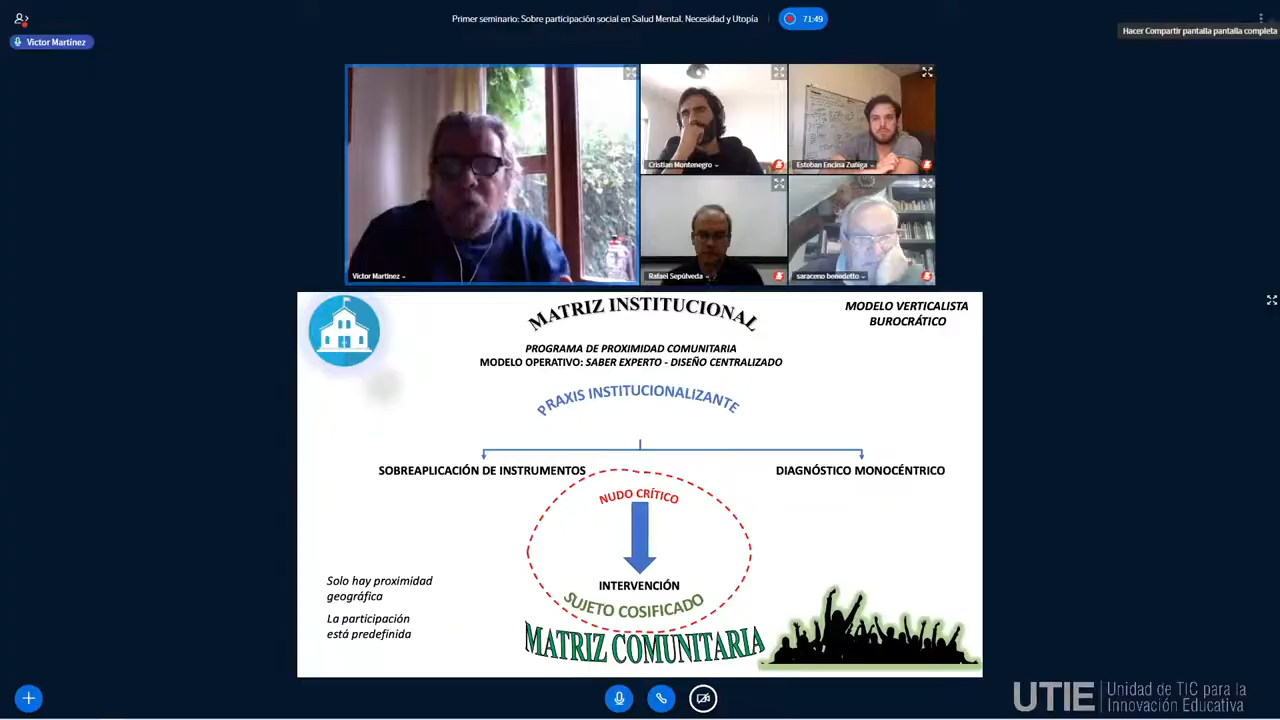 Primer seminario: Sobre participación social en Salud Mental. Necesidad y Utopía
71:49
Hacer Compartir pantalla pantalla completa
Victor Martínez
Victor Martínez
Cristian Montenegro
Esteban Encina Zuñiga
Rafael Sepúlveda
saraceno benedetto
MATRIZ INSTITUCIONAL
MODELO VERTICALISTA
BUROCRÁTICO
PROGRAMA DE PROXIMIDAD COMUNITARIA
MODELO OPERATIVO: SABER EXPERTO - DISEÑO CENTRALIZADO
PRAXIS INSTITUCIONALIZANTE
SOBREAPLICACIÓN DE INSTRUMENTOS
DIAGNÓSTICO MONOCÉNTRICO
NUDO CRÍTICO
INTERVENCIÓN
SUJETO COSIFICADO
MATRIZ COMUNITARIA
Solo hay proximidad
geográfica
La participación
está predefinida
UTIE
Unidad de TIC para la
Innovación Educativa